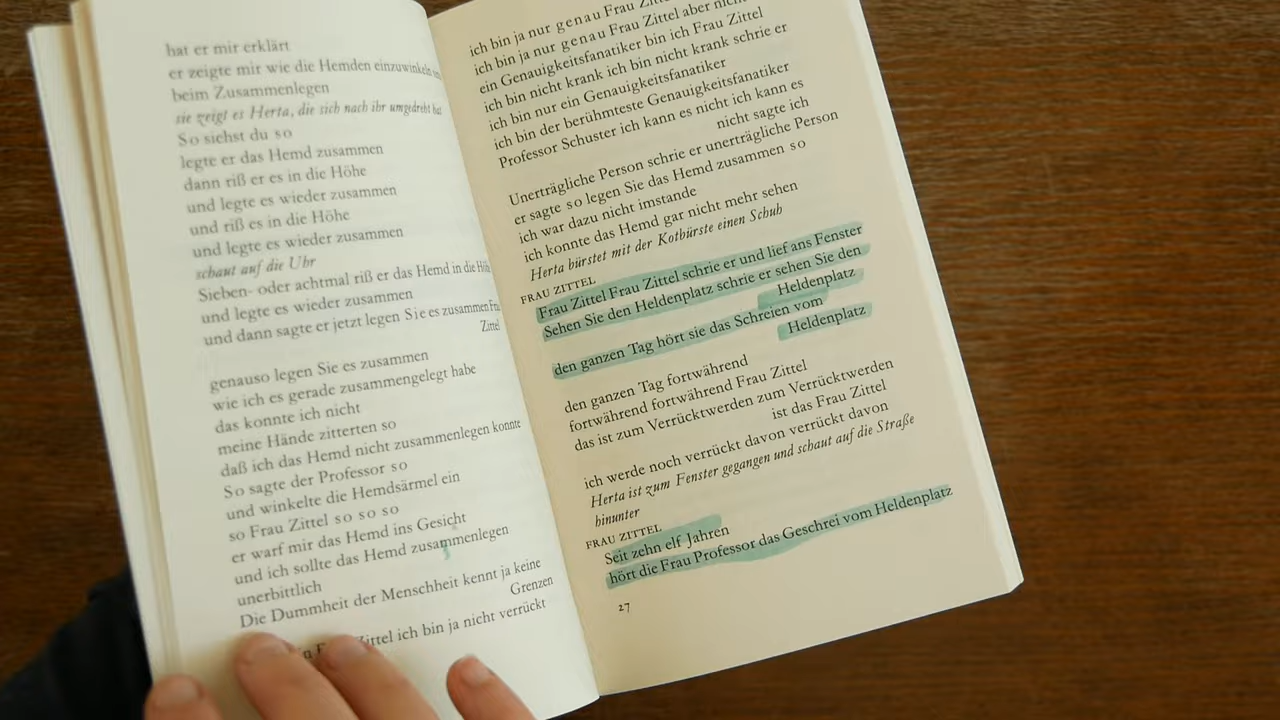 hat er mir erklärt
er zeigte mir wie die Hemden einzuwinkeln
beim Zusammenlegen
sie zeigt es Herta, die sich nach ihr umgedreht hat
So siehst du so
legte er das Hemd zusammen
dann riß er es in die Höhe
und legte es wieder zusammen
und riß es in die Höhe
und legte es wieder zusammen
schaut auf die Uhr
Sieben- oder achtmal riß er das Hemd in die Höh
und legte es wieder zusammen
und dann sagte er jetzt legen Sie es zusammen Frau
Zittel
genauso legen Sie es zusammen
wie ich es gerade zusammengelegt habe
das konnte ich nicht
meine Hände zitterten so
daß ich das Hemd nicht zusammenlegen konnte
So sagte der Professor so
und winkelte die Hemdsärmel ein
so Frau Zittel so so so
er warf mir das Hemd ins Gesicht
und ich sollte das Hemd zusammenlegen
unerbittlich
Die Dummheit der Menschheit kennt ja keine
Grenzen
Zittel ich bin ja nicht verrückt
ich bin ja nur genau Frau
ich bin ja nur genau Frau Zittel aber nicht
ein Genauigkeitsfanatiker bin ich Frau Zittel
ich bin nicht krank ich bin nicht krank schrie er
ich bin nur ein Genauigkeitsfanatiker
ich bin der berühmteste Genauigkeitsfanatiker
Professor Schuster ich kann es nicht ich kann es
nicht sagte ich
Unerträgliche Person schrie er unerträgliche Person
er sagte so legen Sie das Hemd zusammen so
ich war dazu nicht imstande
ich konnte das Hemd gar nicht mehr sehen
Herta bürstet mit der Kotbürste einen Schuh
FRAU ZITTEL
Frau Zittel Frau Zittel schrie er und lief ans Fenster
Sehen Sie den Heldenplatz schrie er sehen Sie den
Heldenplatz
den ganzen Tag hört sie das Schreien vom
Heldenplatz
den ganzen Tag fortwährend
fortwährend fortwährend Frau Zittel
das ist zum Verrücktwerden zum Verrücktwerden
ist das Frau Zittel
ich werde noch verrückt davon verrückt davon
Herta ist zum Fenster gegangen und schaut auf die Straße
hinunter
FRAU ZITTEL
Seit zehn elf Jahren
hört die Frau Professor das Geschrei vom Heldenplatz
27